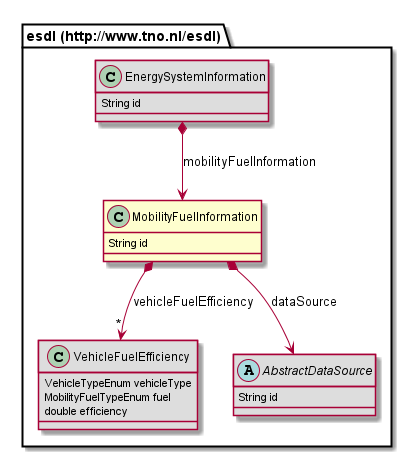 esdl (http://www.tno.nl/esdl)
C EnergySystemInformation
String id
mobilityFuelInformation
C MobilityFuelInformation
String id
vehicleFuelEfficiency
dataSource
*
C VehicleFuelEfficiency
VehicleTypeEnum vehicleType
MobilityFuelTypeEnum fuel
double efficiency
A AbstractDataSource
String id